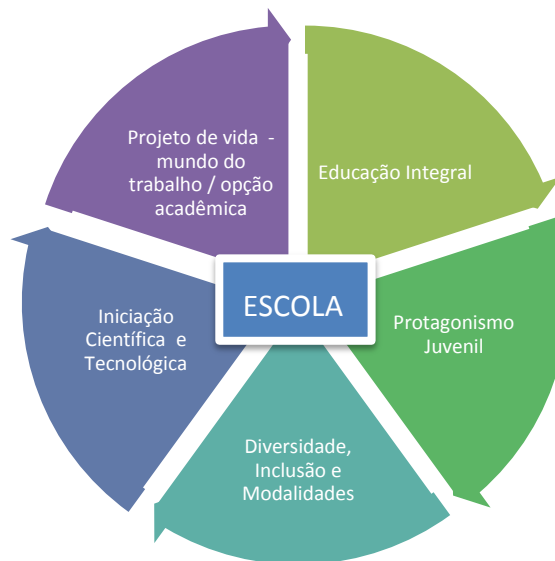 Projeto de vida -
mundo do
trabalho / opção
acadêmica
Educação Integral
ESCOLA
Iniciação
Científica e
Tecnológica
Protagonismo
Juvenil
Diversidade,
Inclusão e
Modalidades